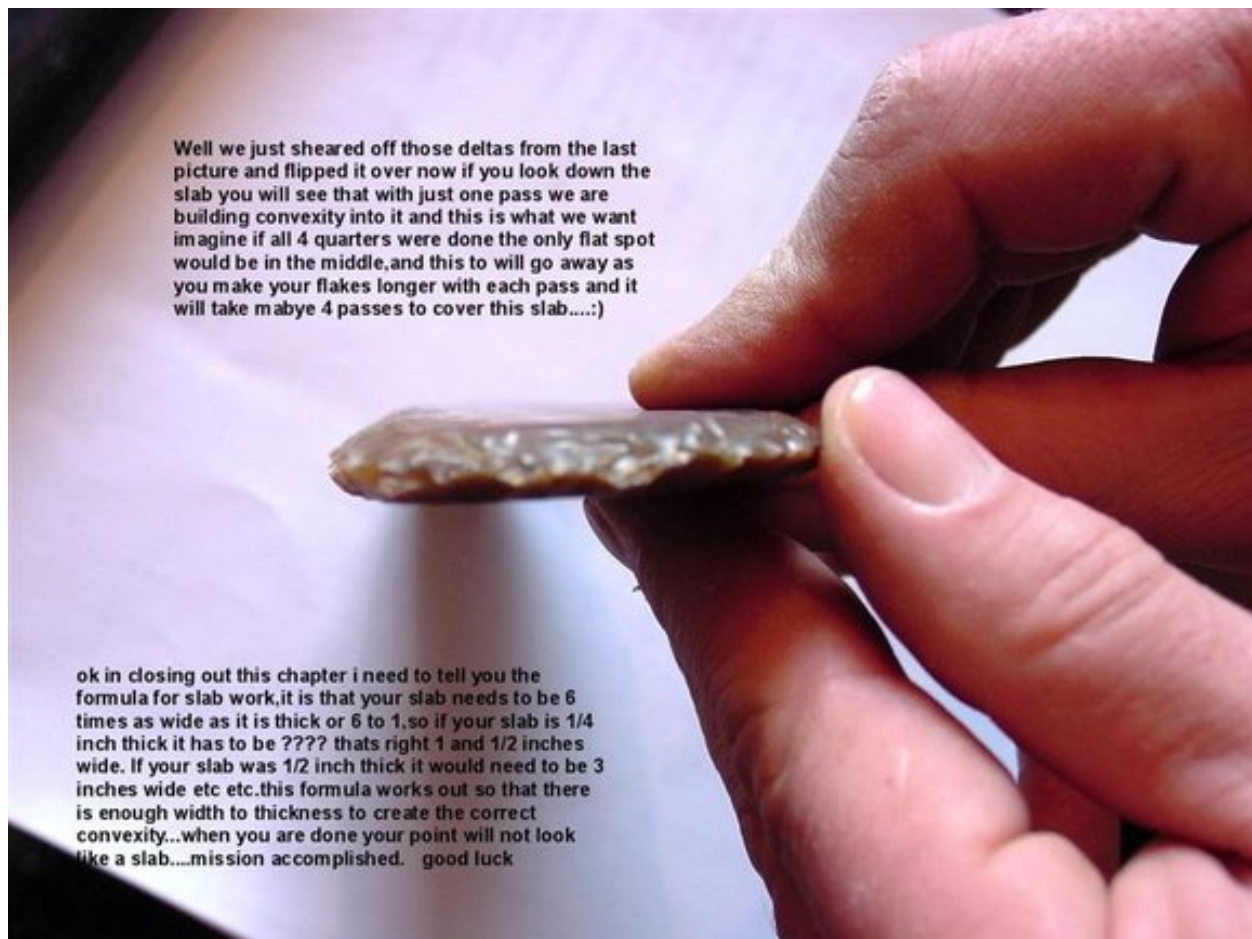 Well we just sheared off those deltas from the last
picture and flipped it over now if you look down the
slab you will see that with just one pass we are
building convexity into it and this is what we want
imagine if all 4 quarters were done the only flat spot
would be in the middle,and this to will go away as
you make your flakes longer with each pass and it
will take mabye 4 passes to cover this slab....:)
ok in closing out this chapter i need to tell you the
formula for slab work,it is that your slab needs to be 6
times as wide as it is thick or 6 to 1,so if your slab is 1/4
inch thick it has to be ???? thats right 1 and 1/2 inches
wide. If your slab was 1/2 inch thick it would need to be 3
inches wide etc etc.this formula works out so that there
is enough width to thickness to create the correct
convexity...when you are done your point will not look
like a slab....mission accomplished.   good luck